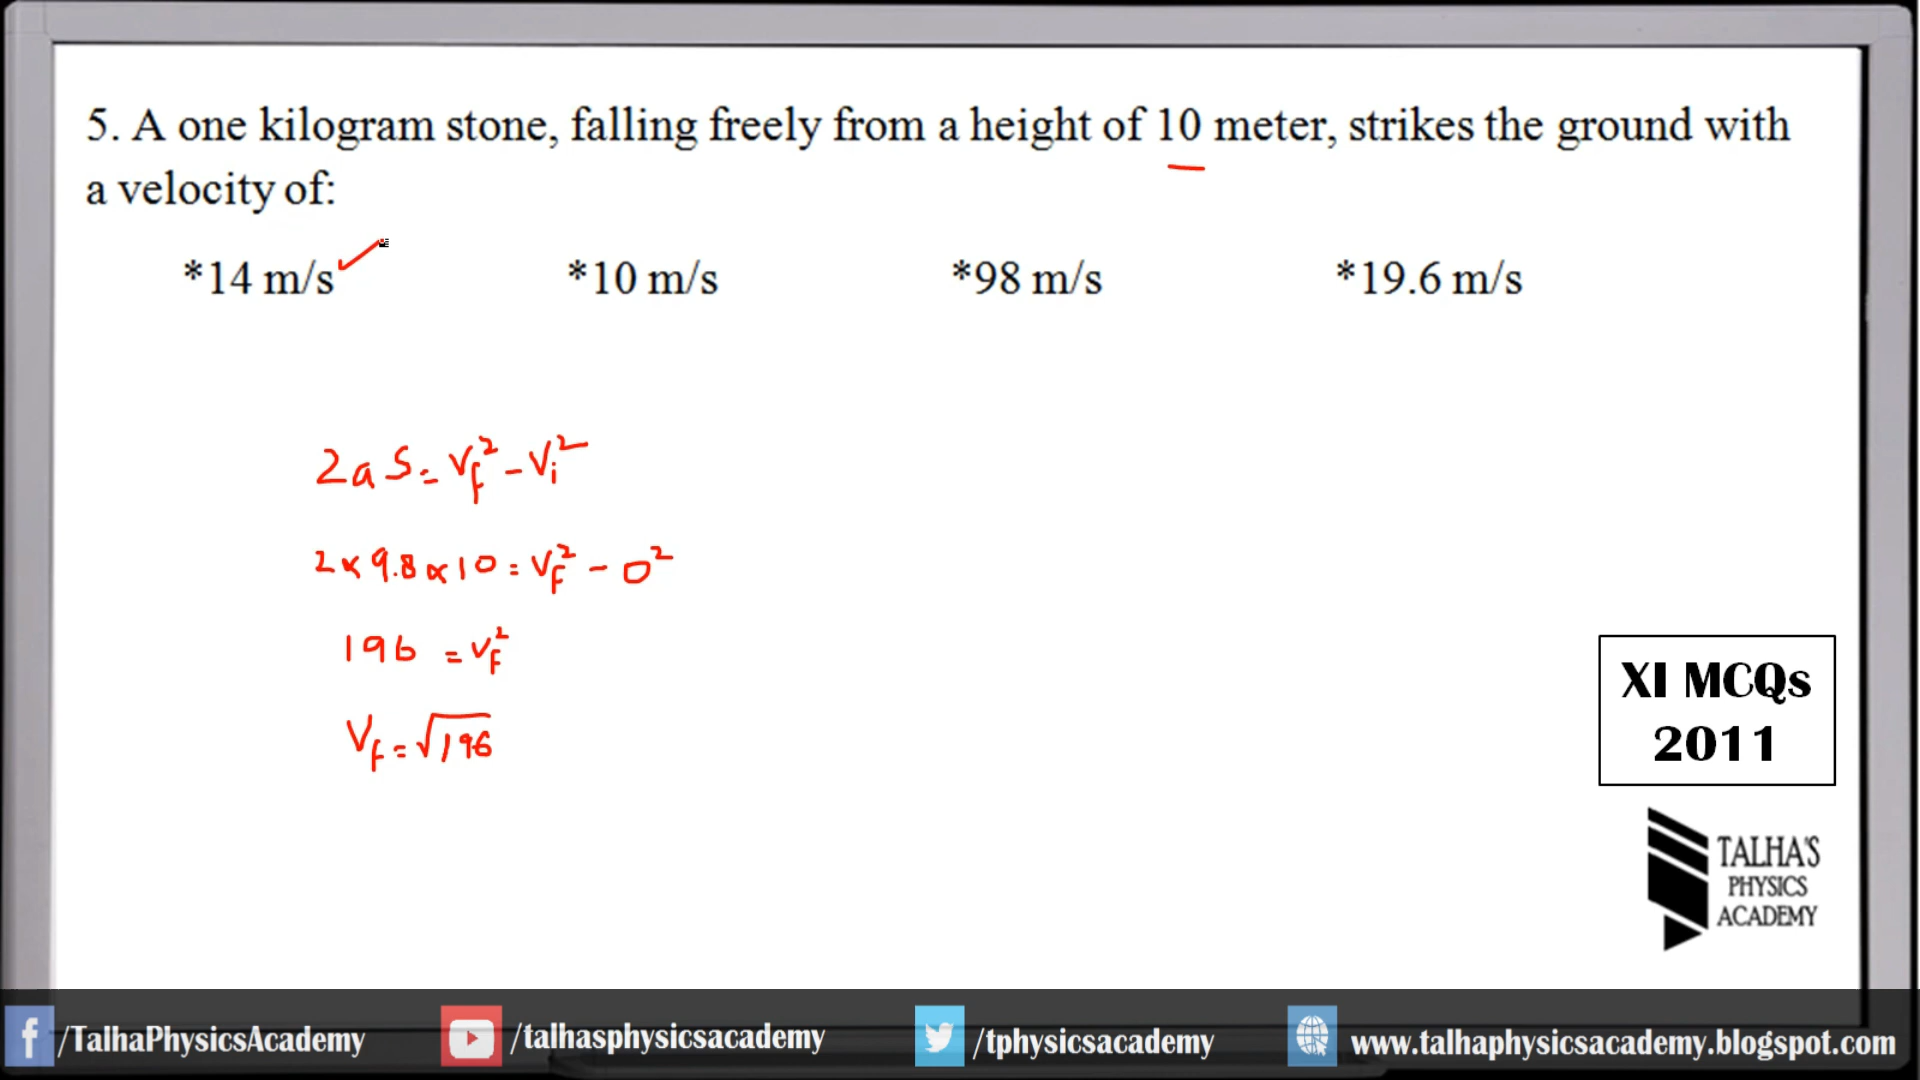 5. A one kilogram stone, falling freely from a height of 10 meter, strikes the ground with
a velocity of:
*14 m/s ✓ *10 m/s *98 m/s *19.6 m/s
2aS = Vf² - Vi²
2 × 9.8 × 10 = Vf² - 0²
196 = Vf²
Vf = √196
XI MCQs
2011
TALHA'S
PHYSICS
ACADEMY
/TalhaPhysicsAcademy /talhasphysicsacademy /tphysicsacademy www.talhaphysicsacademy.blogspot.com